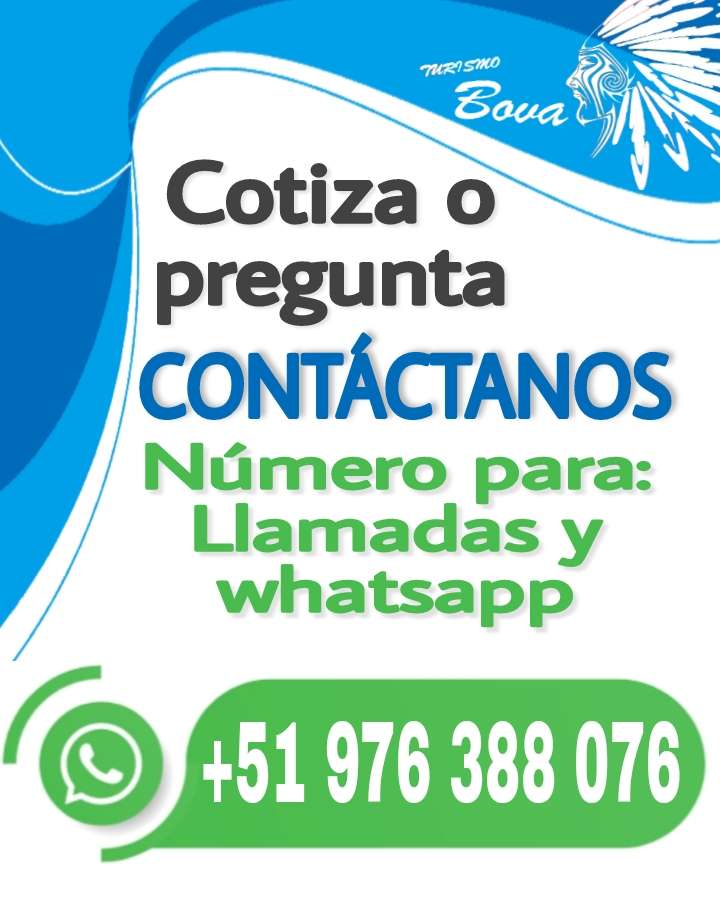 TURISMO
Bova
Cotiza o
pregunta
CONTÁCTANOS
Número para:
Llamadas y
whatsapp
+51 976 388 076